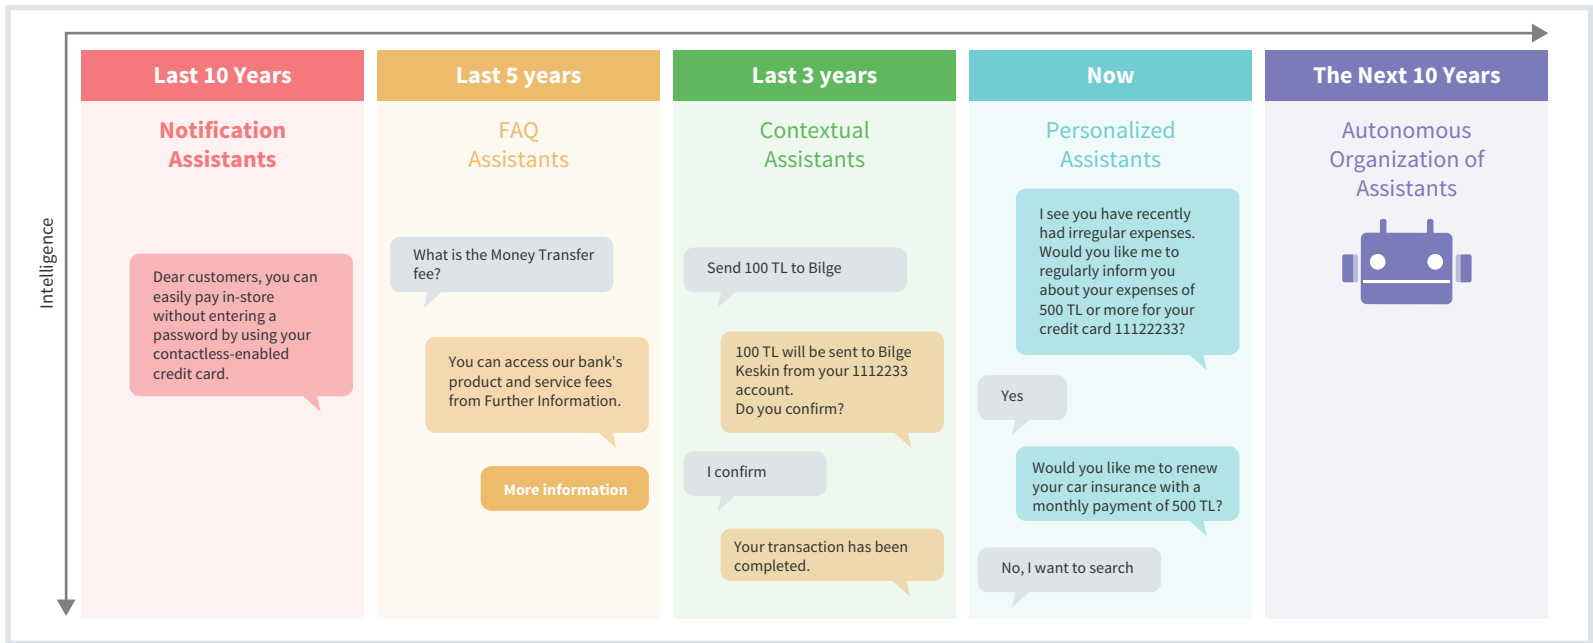 Intelligence
Last 10 Years
Notification
Assistants
Dear customers, you can
easily pay in-store
without entering a
password by using your
contactless-enabled
credit card.
Last 5 years
FAQ
Assistants
What is the Money Transfer
fee?
You can access our bank's
product and service fees
from Further Information.
More information
Last 3 years
Contextual
Assistants
Send 100 TL to Bilge
100 TL will be sent to Bilge
Keskin from your 1112233
account.
Do you confirm?
I confirm
Your transaction has been
completed.
Now
Personalized
Assistants
I see you have recently
had irregular expenses.
Would you like me to
regularly inform you
about your expenses of
500 TL or more for your
credit card 11122233?
Yes
Would you like me to renew
your car insurance with a
monthly payment of 500 TL?
No, I want to search
The Next 10 Years
Autonomous
Organization of
Assistants